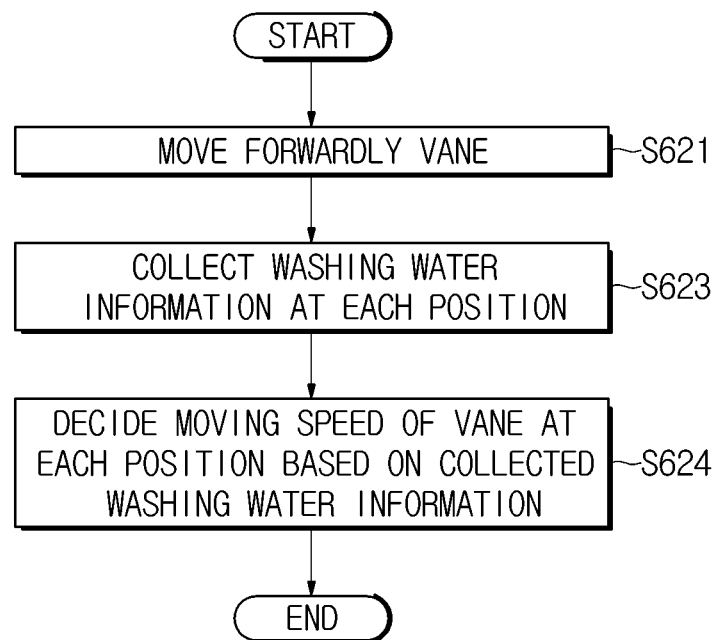 START
MOVE FORWARDLY VANE
S621
COLLECT WASHING WATER
INFORMATION AT EACH POSITION
S623
DECIDE MOVING SPEED OF VANE AT
EACH POSITION BASED ON COLLECTED
WASHING WATER INFORMATION
S624
END